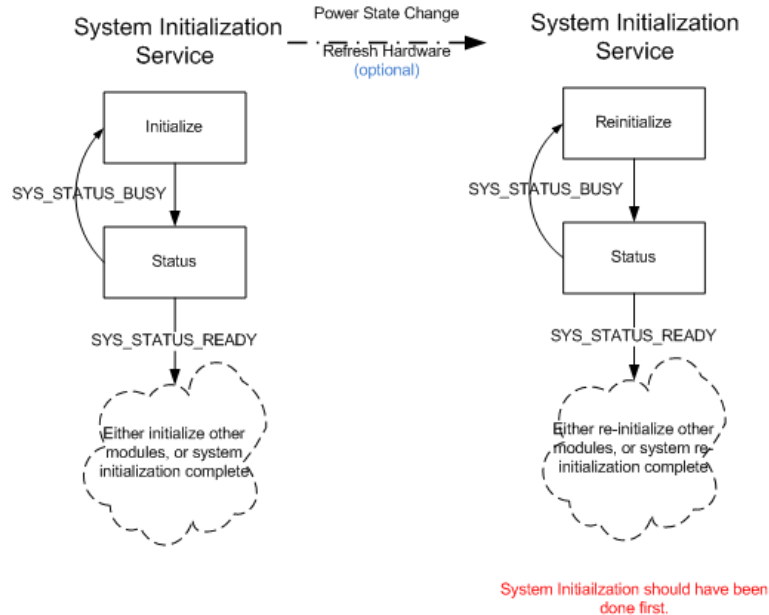 System Initialization
Service
Initialize
SYS_STATUS_BUSY
Status
SYS_STATUS_READY
Either initialize other
modules, or system
initialization complete
Power State Change
Refresh Hardware
(optional)
System Initialization
Service
Reinitialize
SYS_STATUS_BUSY
Status
SYS_STATUS_READY
Either re-initialize other
modules, or system re-
initialization complete
System Initiailzation should have been
done first.